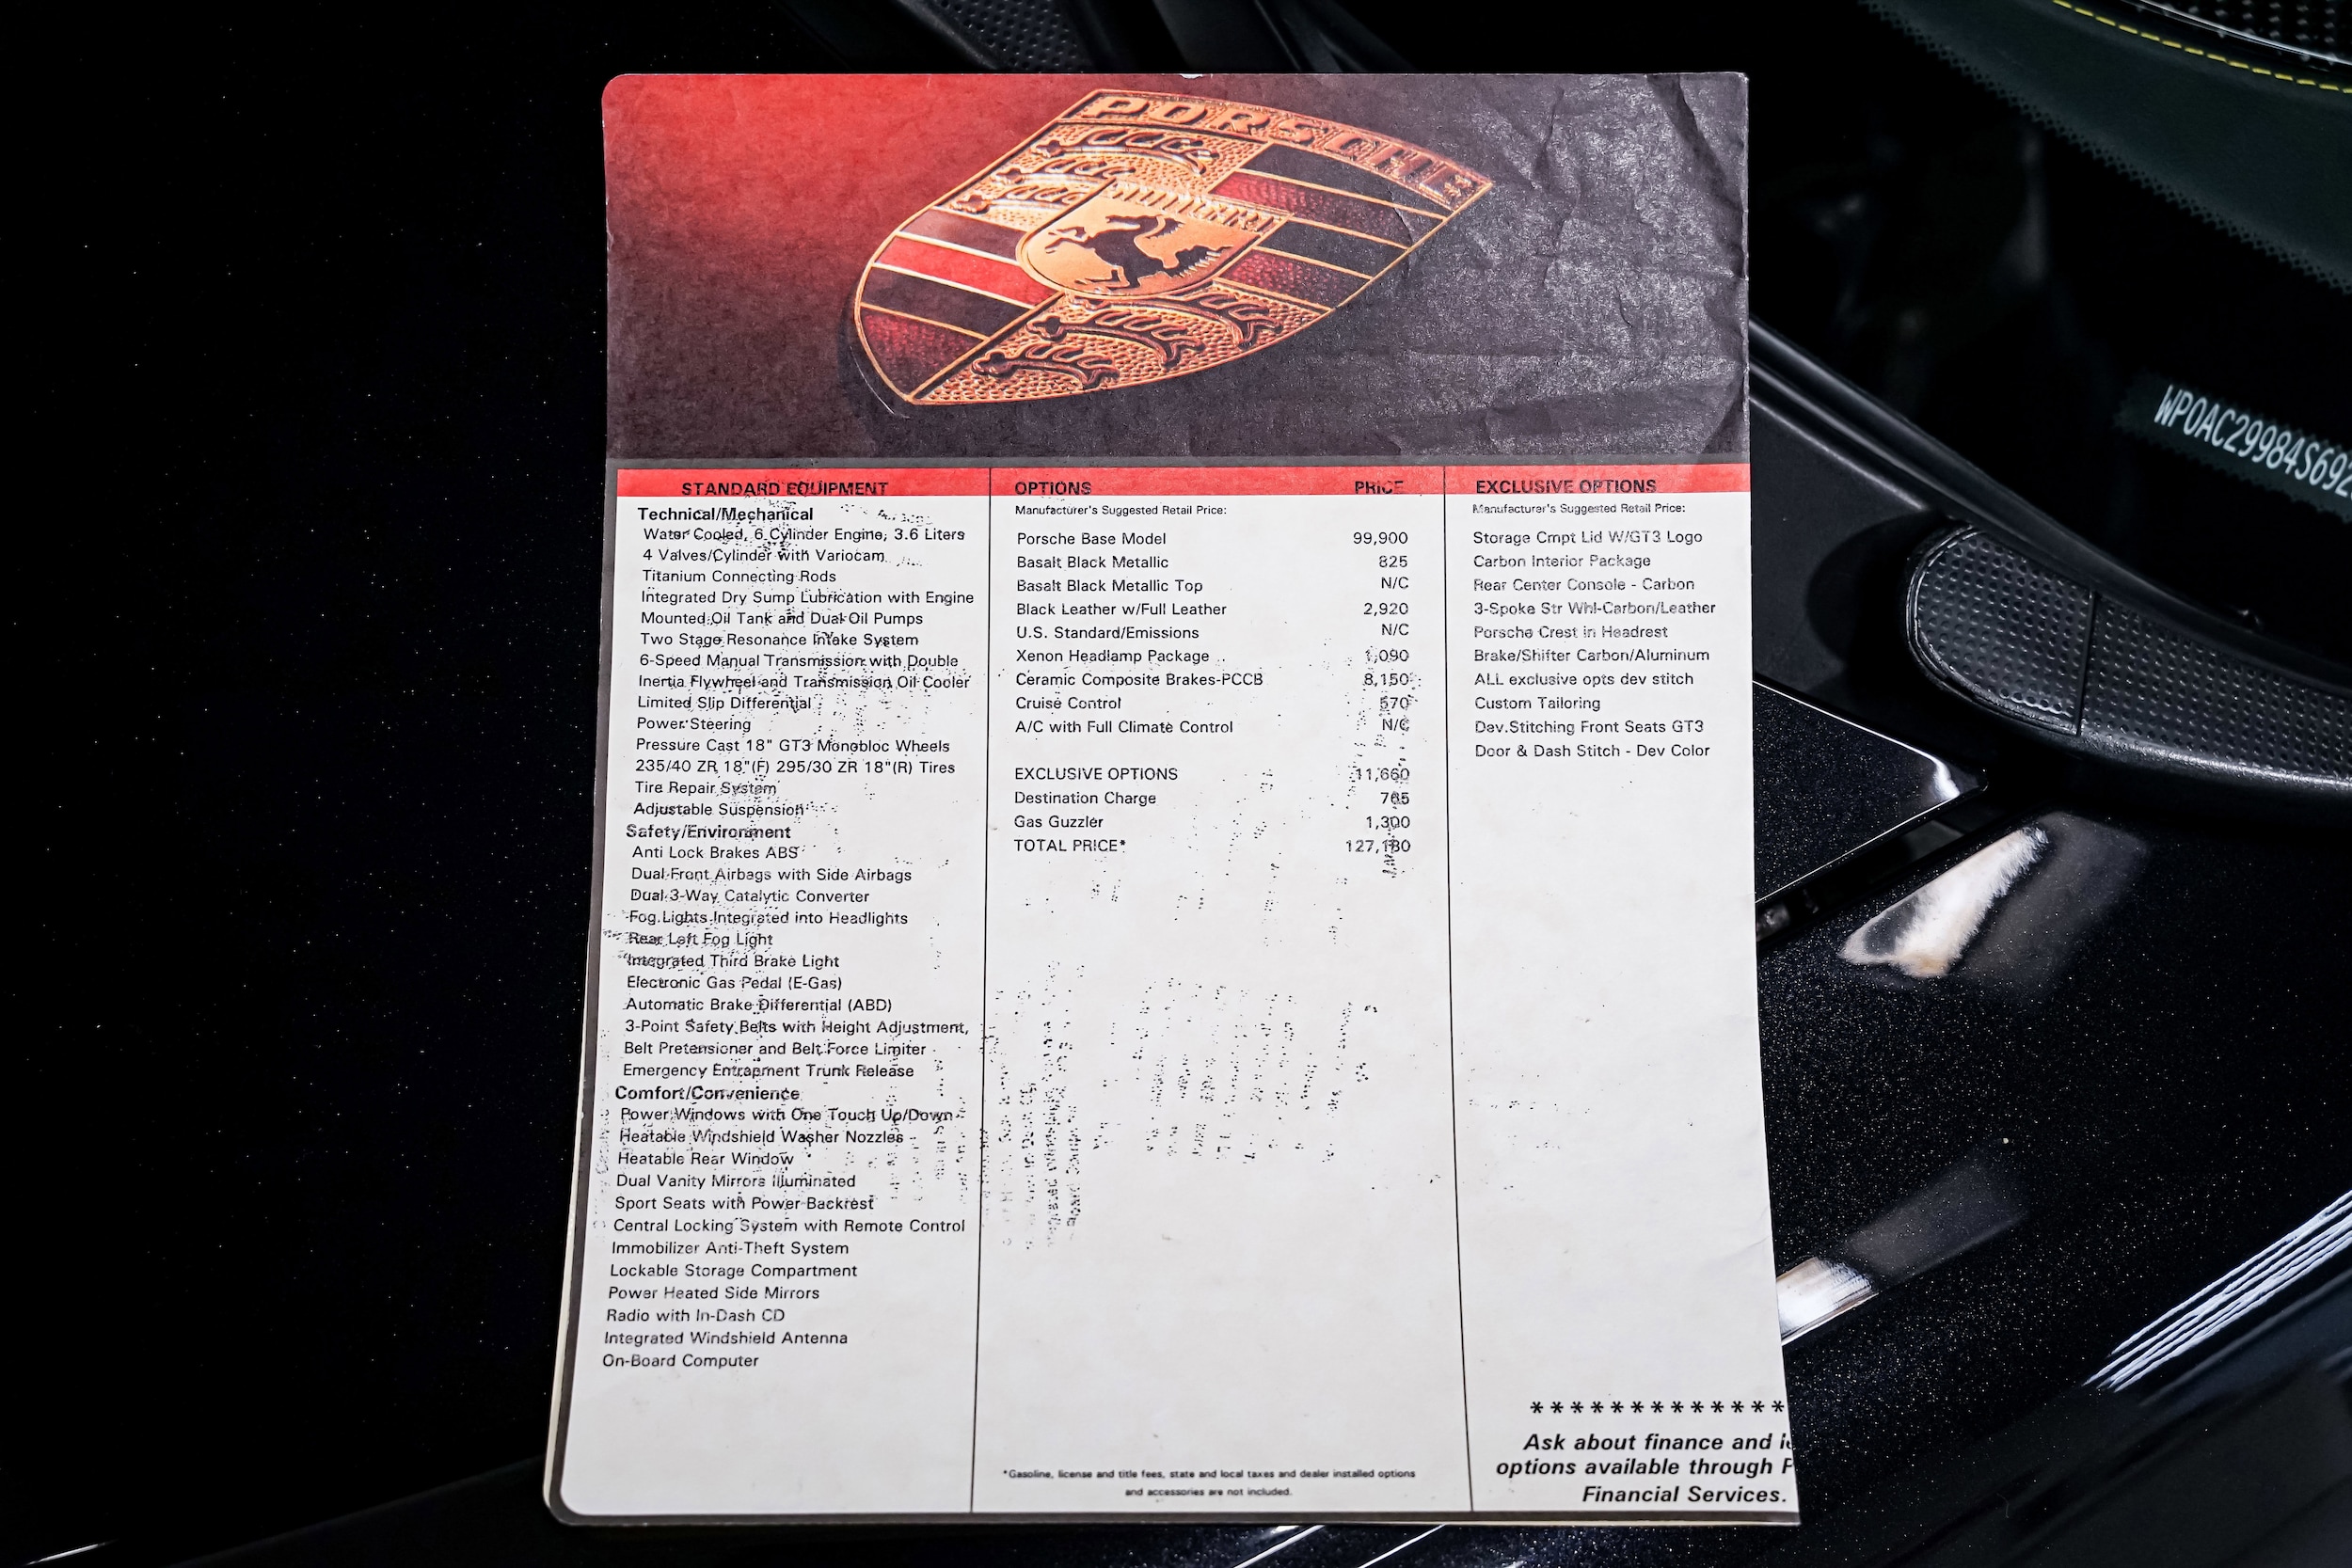 PORSCHE
STANDARD EQUIPMENT
Technical/Mechanical
Water Cooled, 6 Cylinder Engine, 3.6 Liters
4 Valves/Cylinder with Variocam
Titanium Connecting Rods
Integrated Dry Sump Lubrication with Engine
Mounted Oil Tank and Dual Oil Pumps
Two Stage Resonance Intake System
6-Speed Manual Transmission with Double
Inertia Flywheel and Transmission Oil Cooler
Limited Slip Differential
Power Steering
Pressure Cast 18" GT3 Monobloc Wheels
235/40 ZR 18"(F) 295/30 ZR 18"(R) Tires
Tire Repair System
Adjustable Suspension
Safety/Environment
Anti Lock Brakes ABS
Dual Front Airbags with Side Airbags
Dual 3-Way Catalytic Converter
Fog Lights Integrated into Headlights
Rear Left Fog Light
Integrated Third Brake Light
Electronic Gas Pedal (E-Gas)
Automatic Brake Differential (ABD)
3-Point Safety Belts with Height Adjustment,
Belt Pretensioner and Belt Force Limiter
Emergency Entrapment Trunk Release
Comfort/Convenience
Power Windows with One Touch Up/Down
Heatable Windshield Washer Nozzles
Heatable Rear Window
Dual Vanity Mirrors Illuminated
Sport Seats with Power Backrest
Central Locking System with Remote Control
Immobilizer Anti-Theft System
Lockable Storage Compartment
Power Heated Side Mirrors
Radio with In-Dash CD
Integrated Windshield Antenna
On-Board Computer
OPTIONS PRICE
Manufacturer's Suggested Retail Price:
Porsche Base Model 99,900
Basalt Black Metallic 825
Basalt Black Metallic Top N/C
Black Leather w/Full Leather 2,920
U.S. Standard/Emissions N/C
Xenon Headlamp Package 1,090
Ceramic Composite Brakes-PCCB 8,150
Cruise Control 570
A/C with Full Climate Control N/C
EXCLUSIVE OPTIONS 11,660
Destination Charge 765
Gas Guzzler 1,300
TOTAL PRICE* 127,180
*Gasoline, license and title fees, state and local taxes and dealer installed options
and accessories are not included.
EXCLUSIVE OPTIONS
Manufacturer's Suggested Retail Price:
Storage Cmpt Lid W/GT3 Logo
Carbon Interior Package
Rear Center Console - Carbon
3-Spoke Str Whl-Carbon/Leather
Porsche Crest in Headrest
Brake/Shifter Carbon/Aluminum
ALL exclusive opts dev stitch
Custom Tailoring
Dev.Stitching Front Seats GT3
Door & Dash Stitch - Dev Color
*************
Ask about finance and
options available through
Financial Services.
WP0AC29984S692